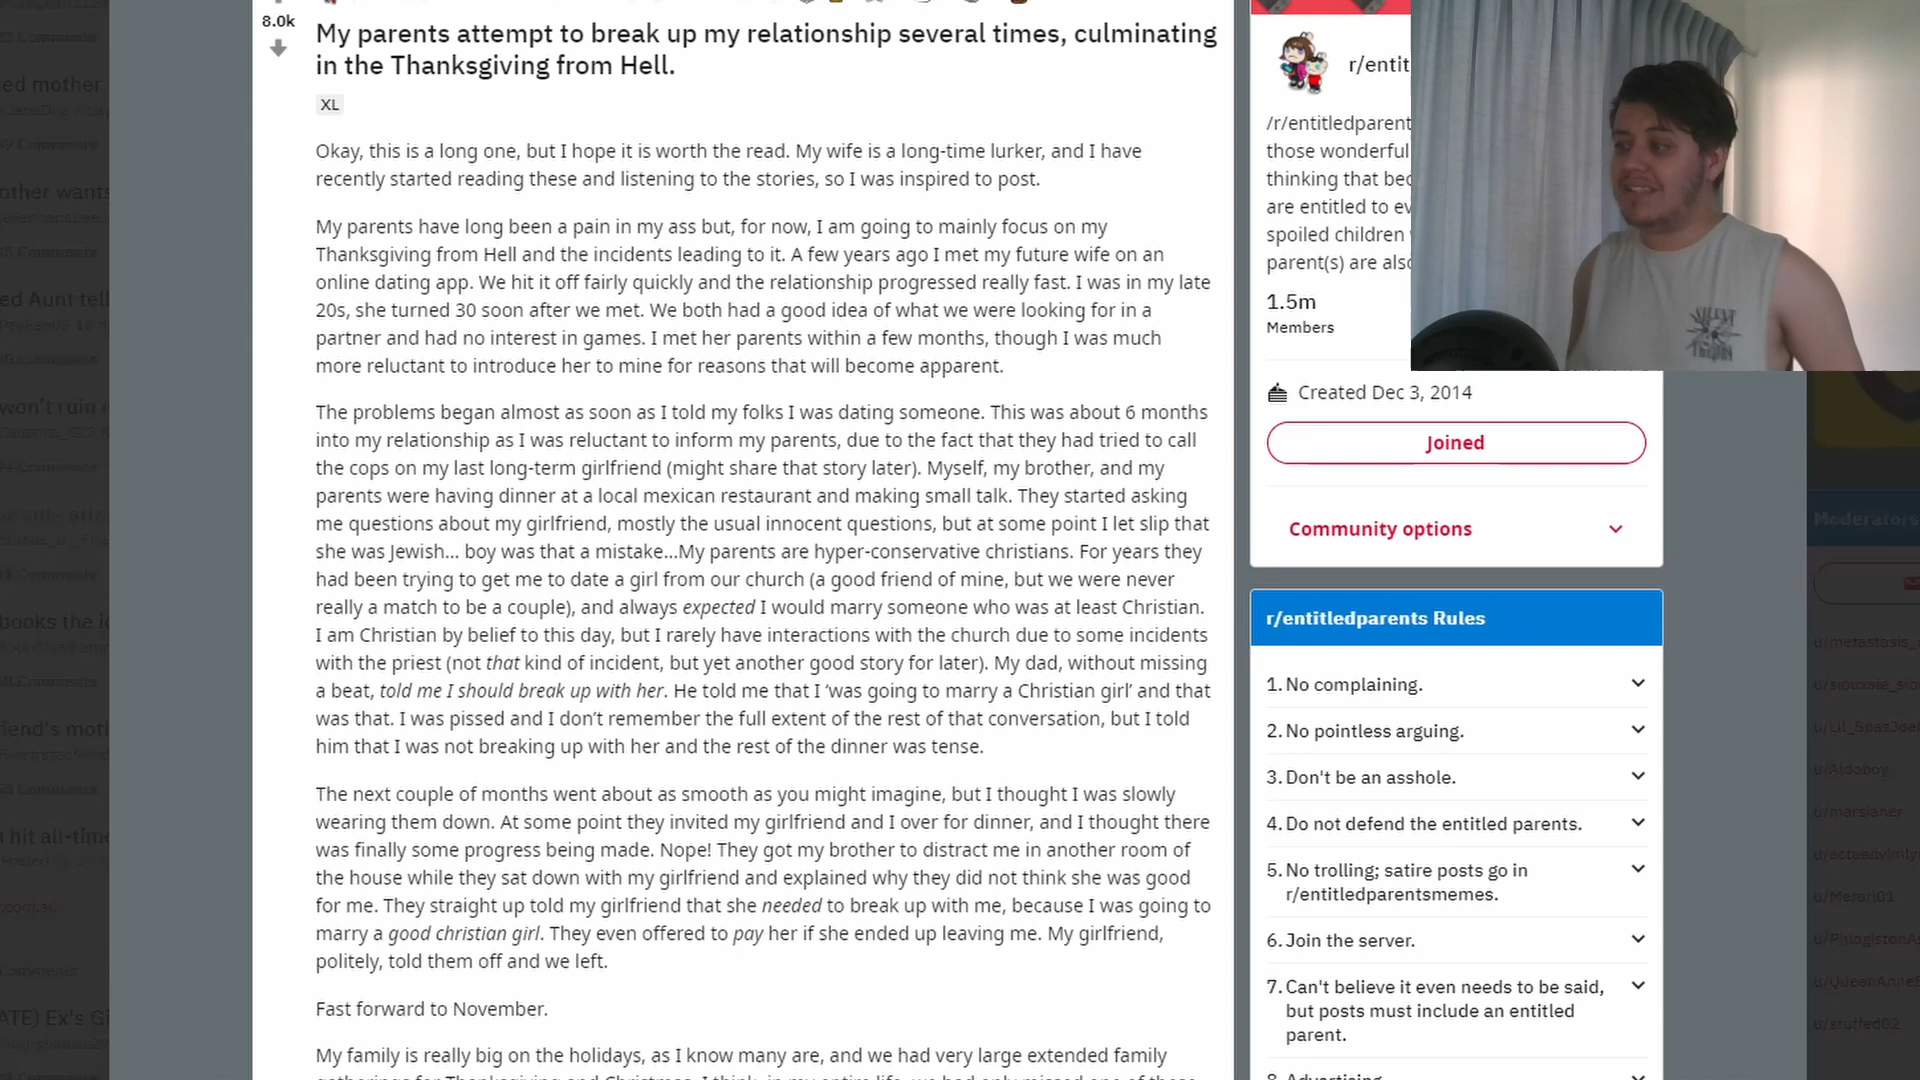 8.0k
My parents attempt to break up my relationship several times, culminating
in the Thanksgiving from Hell.
XL
Okay, this is a long one, but I hope it is worth the read. My wife is a long-time lurker, and I have
recently started reading these and listening to the stories, so I was inspired to post.
My parents have long been a pain in my ass but, for now, I am going to mainly focus on my
Thanksgiving from Hell and the incidents leading to it. A few years ago I met my future wife on an
online dating app. We hit it off fairly quickly and the relationship progressed really fast. I was in my late
20s, she turned 30 soon after we met. We both had a good idea of what we were looking for in a
partner and had no interest in games. I met her parents within a few months, though I was much
more reluctant to introduce her to mine for reasons that will become apparent.
The problems began almost as soon as I told my folks I was dating someone. This was about 6 months
into my relationship as I was reluctant to inform my parents, due to the fact that they had tried to call
the cops on my last long-term girlfriend (might share that story later). Myself, my brother, and my
parents were having dinner at a local mexican restaurant and making small talk. They started asking
me questions about my girlfriend, mostly the usual innocent questions, but at some point I let slip that
she was Jewish... boy was that a mistake...My parents are hyper-conservative christians. For years they
had been trying to get me to date a girl from our church (a good friend of mine, but we were never
really a match to be a couple), and always expected I would marry someone who was at least Christian.
I am Christian by belief to this day, but I rarely have interactions with the church due to some incidents
with the priest (not that kind of incident, but yet another good story for later). My dad, without missing
a beat, told me I should break up with her. He told me that I 'was going to marry a Christian girl' and that
was that. I was pissed and I don't remember the full extent of the rest of that conversation, but I told
him that I was not breaking up with her and the rest of the dinner was tense.
The next couple of months went about as smooth as you might imagine, but I thought I was slowly
wearing them down. At some point they invited my girlfriend and I over for dinner, and I thought there
was finally some progress being made. Nope! They got my brother to distract me in another room of
the house while they sat down with my girlfriend and explained why they did not think she was good
for me. They straight up told my girlfriend that she needed to break up with me, because I was going to
marry a good christian girl. They even offered to pay her if she ended up leaving me. My girlfriend,
politely, told them off and we left.
Fast forward to November.
My family is really big on the holidays, as I know many are, and we had very large extended family
r/entit
/r/entitledparent
those wonderful
thinking that bec
are entitled to ev
spoiled children
parent(s) are also
1.5m
Members
Created Dec 3, 2014
Joined
Community options
r/entitledparents Rules
1. No complaining.
2. No pointless arguing.
3. Don't be an asshole.
4. Do not defend the entitled parents.
5. No trolling; satire posts go in
r/entitledparentsmemes.
6. Join the server.
7. Can't believe it even needs to be said,
but posts must include an entitled
parent.
8. Advertising
SILENT
Moderators
ed mother
other wants
ed Aunt tell
won't ruin
books the
iend's moth
hit all-time
ATE) Ex's
u/marsianer
u/Merari01
u/stuffed02